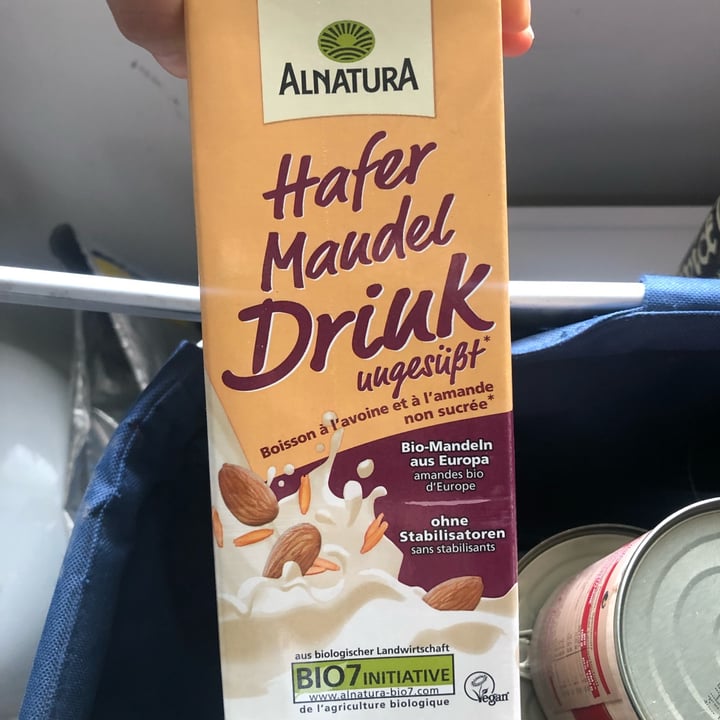 ALNATURA
Hafer
Mandel
Drink
ungesüßt*
Boisson à l'avoine et à l'amande
non sucrée*
Bio-Mandeln
aus Europa
amandes bio
d'Europe
ohne
Stabilisatoren
sans stabilisants
aus biologischer Landwirtschaft
BIO7 INITIATIVE
www.alnatura-bio7.com
de l'agriculture biologique
vegan